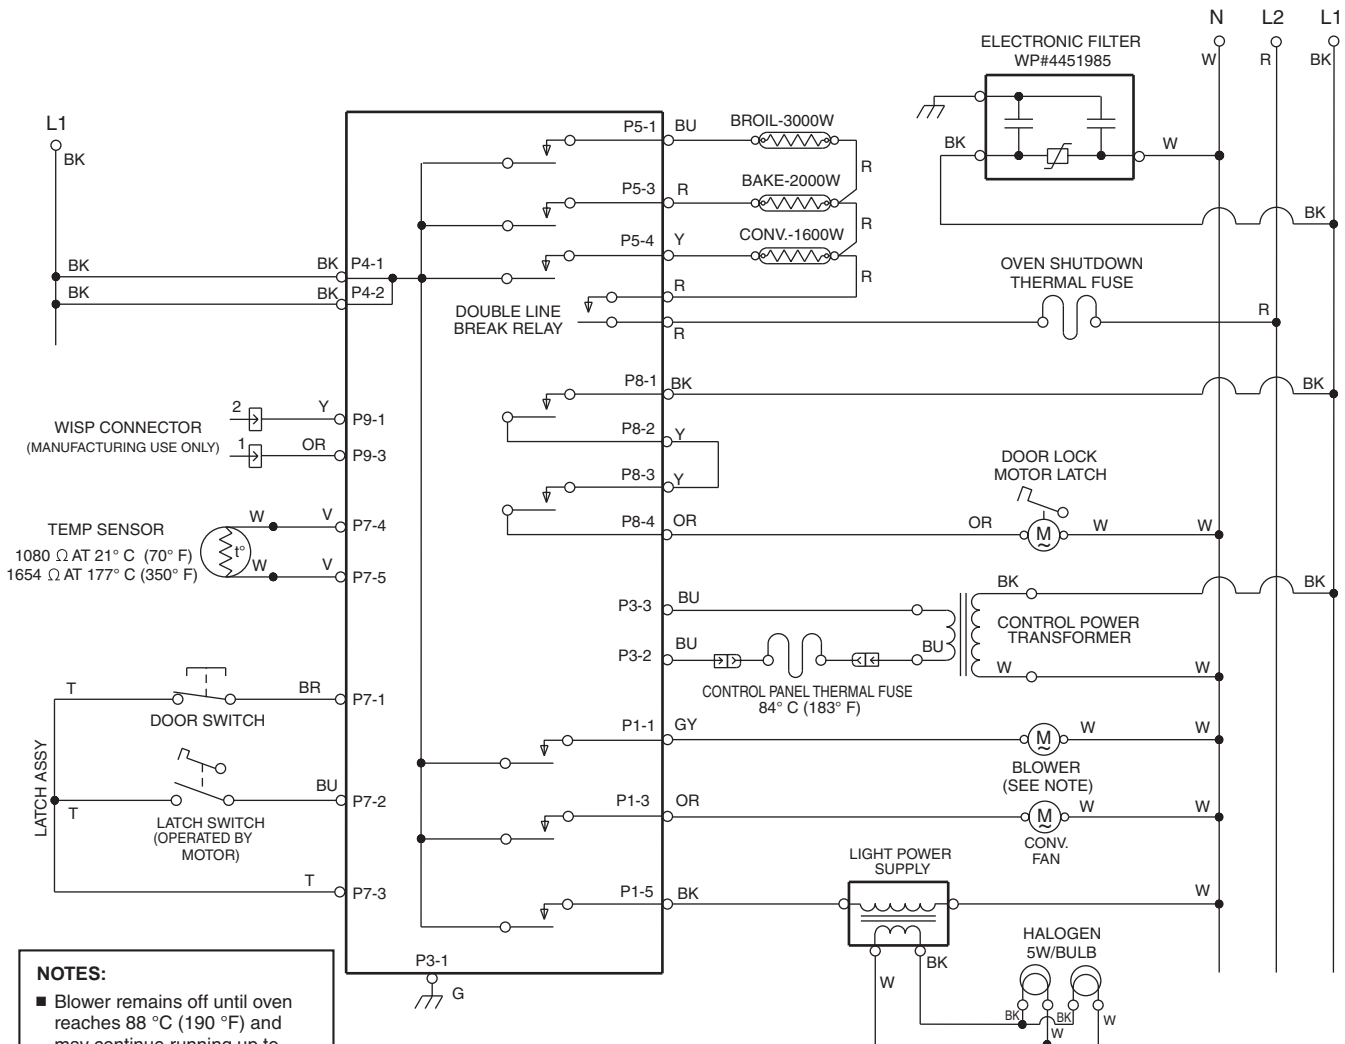 N L2 L1
ELECTRONIC FILTER
WP#4451985
W R BK
L1
BK
P5-1 BU BROIL-3000W
BK W
R
P5-3 R BAKE-2000W
R
BK
P5-4 Y CONV.-1600W
R
BK BK P4-1
BK BK P4-2
R
DOUBLE LINE
BREAK RELAY
R
OVEN SHUTDOWN
THERMAL FUSE
R
P8-1 BK BK
WISP CONNECTOR
(MANUFACTURING USE ONLY)
2 Y P9-1
1 OR P9-3
P8-2 Y
P8-3 Y
DOOR LOCK
MOTOR LATCH
TEMP SENSOR
1080 Ω AT 21° C (70° F)
1654 Ω AT 177° C (350° F)
t°
W V P7-4
W V P7-5
P8-4 OR OR M W W
P3-3 BU
BK BK
CONTROL POWER
TRANSFORMER
P3-2 BU BU
W W
CONTROL PANEL THERMAL FUSE
84° C (183° F)
T BR P7-1
DOOR SWITCH
LATCH ASSY
T BU P7-2
LATCH SWITCH
(OPERATED BY
MOTOR)
T P7-3
P1-1 GY M W W
BLOWER
(SEE NOTE)
P1-3 OR M W W
CONV.
FAN
LIGHT POWER
SUPPLY
P1-5 BK W
W BK
HALOGEN
5W/BULB
BK BK W
W
P3-1
G
NOTES:
■ Blower remains off until oven
reaches 88 °C (190 °F) and
may continue running up to